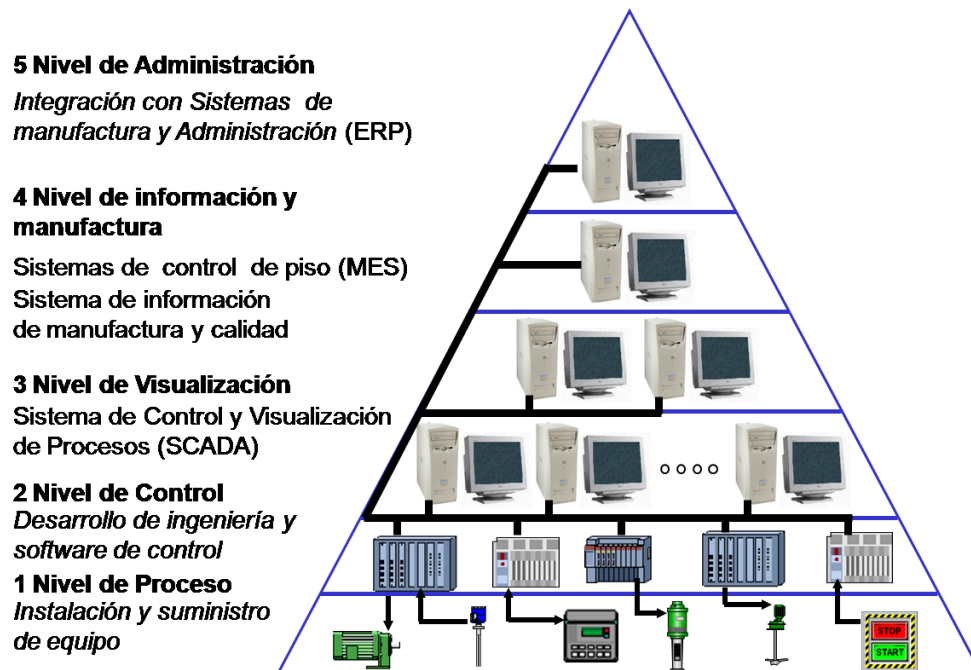 5 Nivel de Administración
Integración con Sistemas de
manufactura y Administración (ERP)
4 Nivel de información y
manufactura
Sistemas de control de piso (MES)
Sistema de información
de manufactura y calidad
3 Nivel de Visualización
Sistema de Control y Visualización
de Procesos (SCADA)
2 Nivel de Control
Desarrollo de ingeniería y
software de control
1 Nivel de Proceso
Instalación y suministro
de equipo
STOP
START